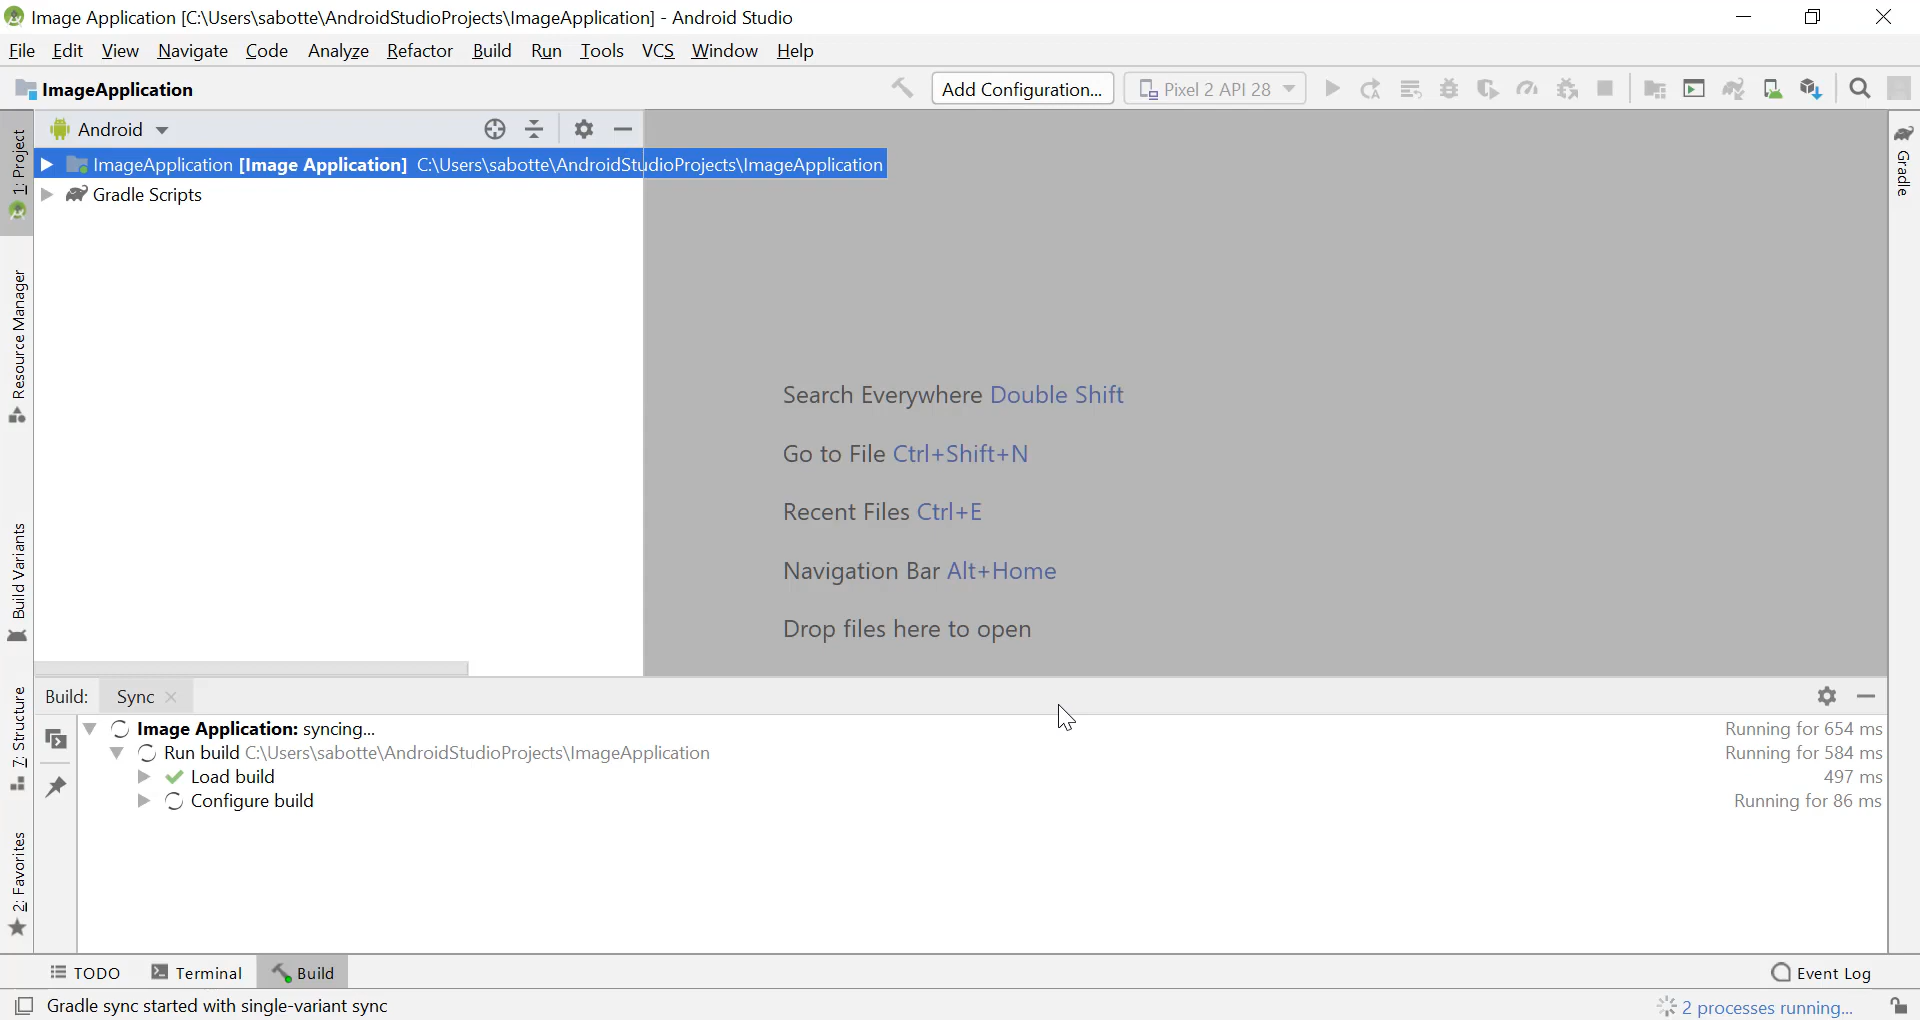 Image Application [C:\Users\sabotte\AndroidStudioProjects\ImageApplication] - Android Studio
File Edit View Navigate Code Analyze Refactor Build Run Tools VCS Window Help
ImageApplication
Add Configuration...
Pixel 2 API 28
Android
ImageApplication [Image Application] C:\Users\sabotte\AndroidStudioProjects\ImageApplication
Gradle Scripts
1: Project
Resource Manager
Build Variants
7: Structure
2: Favorites
Gradle
Search Everywhere Double Shift
Go to File Ctrl+Shift+N
Recent Files Ctrl+E
Navigation Bar Alt+Home
Drop files here to open
Build: Sync
Image Application: syncing... Running for 654 ms
Run build C:\Users\sabotte\AndroidStudioProjects\ImageApplication Running for 584 ms
Load build 497 ms
Configure build Running for 86 ms
TODO Terminal Build Event Log
Gradle sync started with single-variant sync 2 processes running...